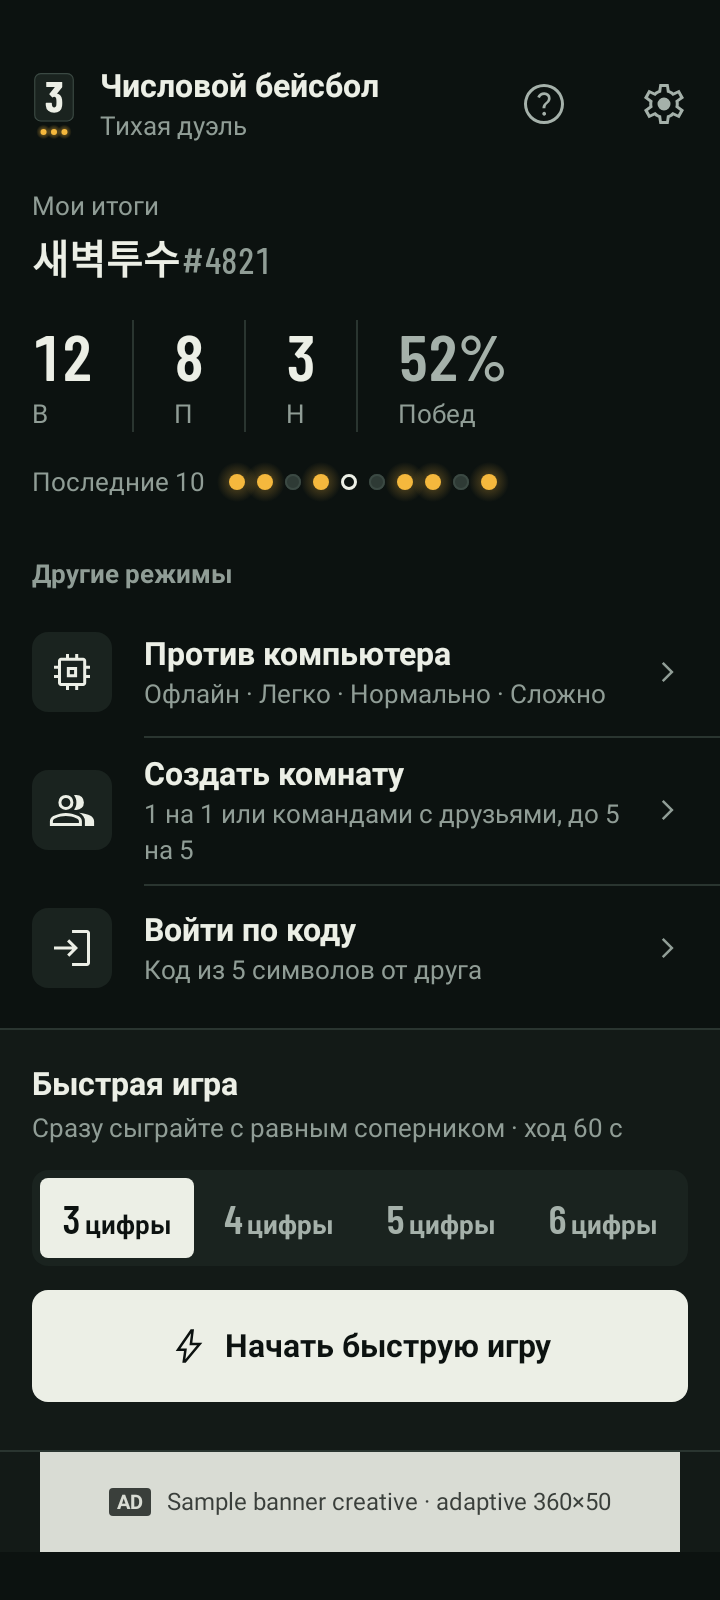 3
Числовой бейсбол
Тихая дуэль
Мои итоги
새벽투수#4821
12 8 3 52%
В П Н Побед
Последние 10
Другие режимы
Против компьютера
Офлайн · Легко · Нормально · Сложно
Создать комнату
1 на 1 или командами с друзьями, до 5
на 5
Войти по коду
Код из 5 символов от друга
Быстрая игра
Сразу сыграйте с равным соперником · ход 60 с
3 цифры 4 цифры 5 цифры 6 цифры
Начать быструю игру
AD Sample banner creative · adaptive 360×50